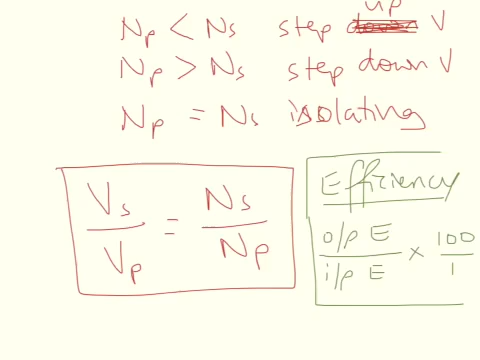 Np < Ns step up V
Np > Ns step down V
Np = Ns isolating
Vs/Vp = Ns/Np
Efficiency
o/p E / i/p E × 100/1